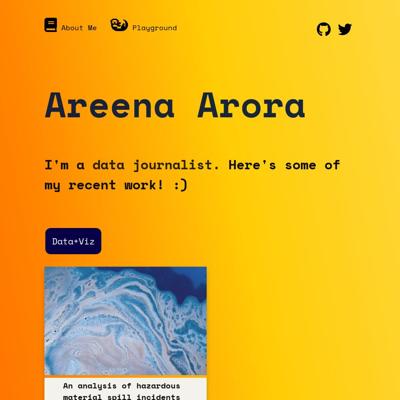 About Me Playground
Areena Arora
I'm a data journalist. Here's some of
my recent work! :)
Data+Viz
An analysis of hazardous
material spill incidents